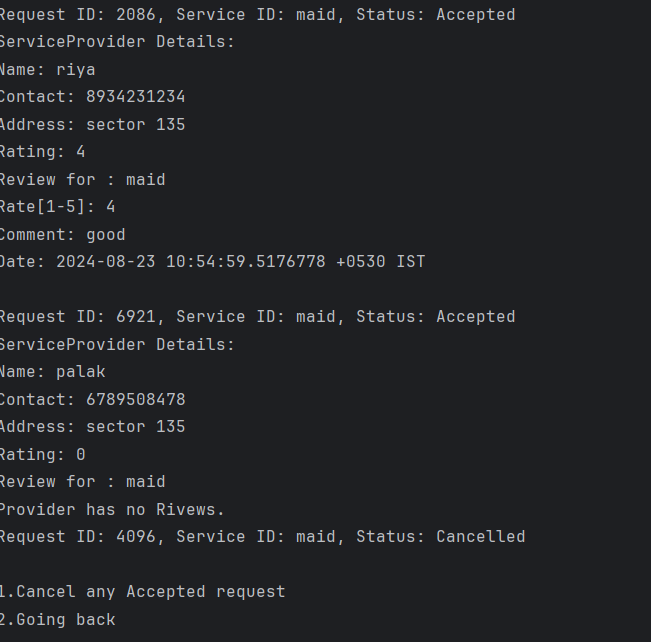 Request ID: 2086, Service ID: maid, Status: Accepted
ServiceProvider Details:
Name: riya
Contact: 8934231234
Address: sector 135
Rating: 4
Review for : maid
Rate[1-5]: 4
Comment: good
Date: 2024-08-23 10:54:59.5176778 +0530 IST
Request ID: 6921, Service ID: maid, Status: Accepted
ServiceProvider Details:
Name: palak
Contact: 6789508478
Address: sector 135
Rating: 0
Review for : maid
Provider has no Rivews.
Request ID: 4096, Service ID: maid, Status: Cancelled
1.Cancel any Accepted request
2.Going back